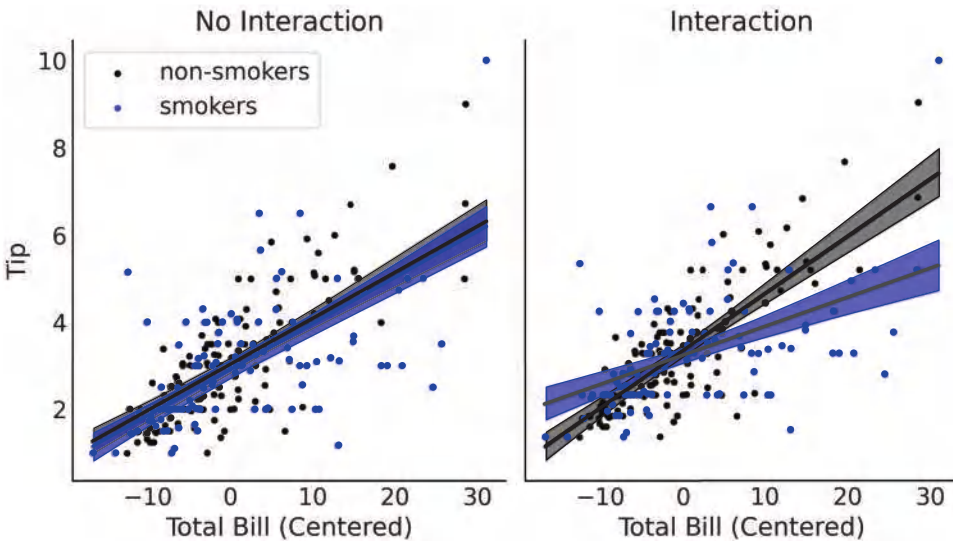 No Interaction
Interaction
non-smokers
smokers
10
8
6
4
2
Tip
−10 0 10 20 30
−10 0 10 20 30
Total Bill (Centered)
Total Bill (Centered)